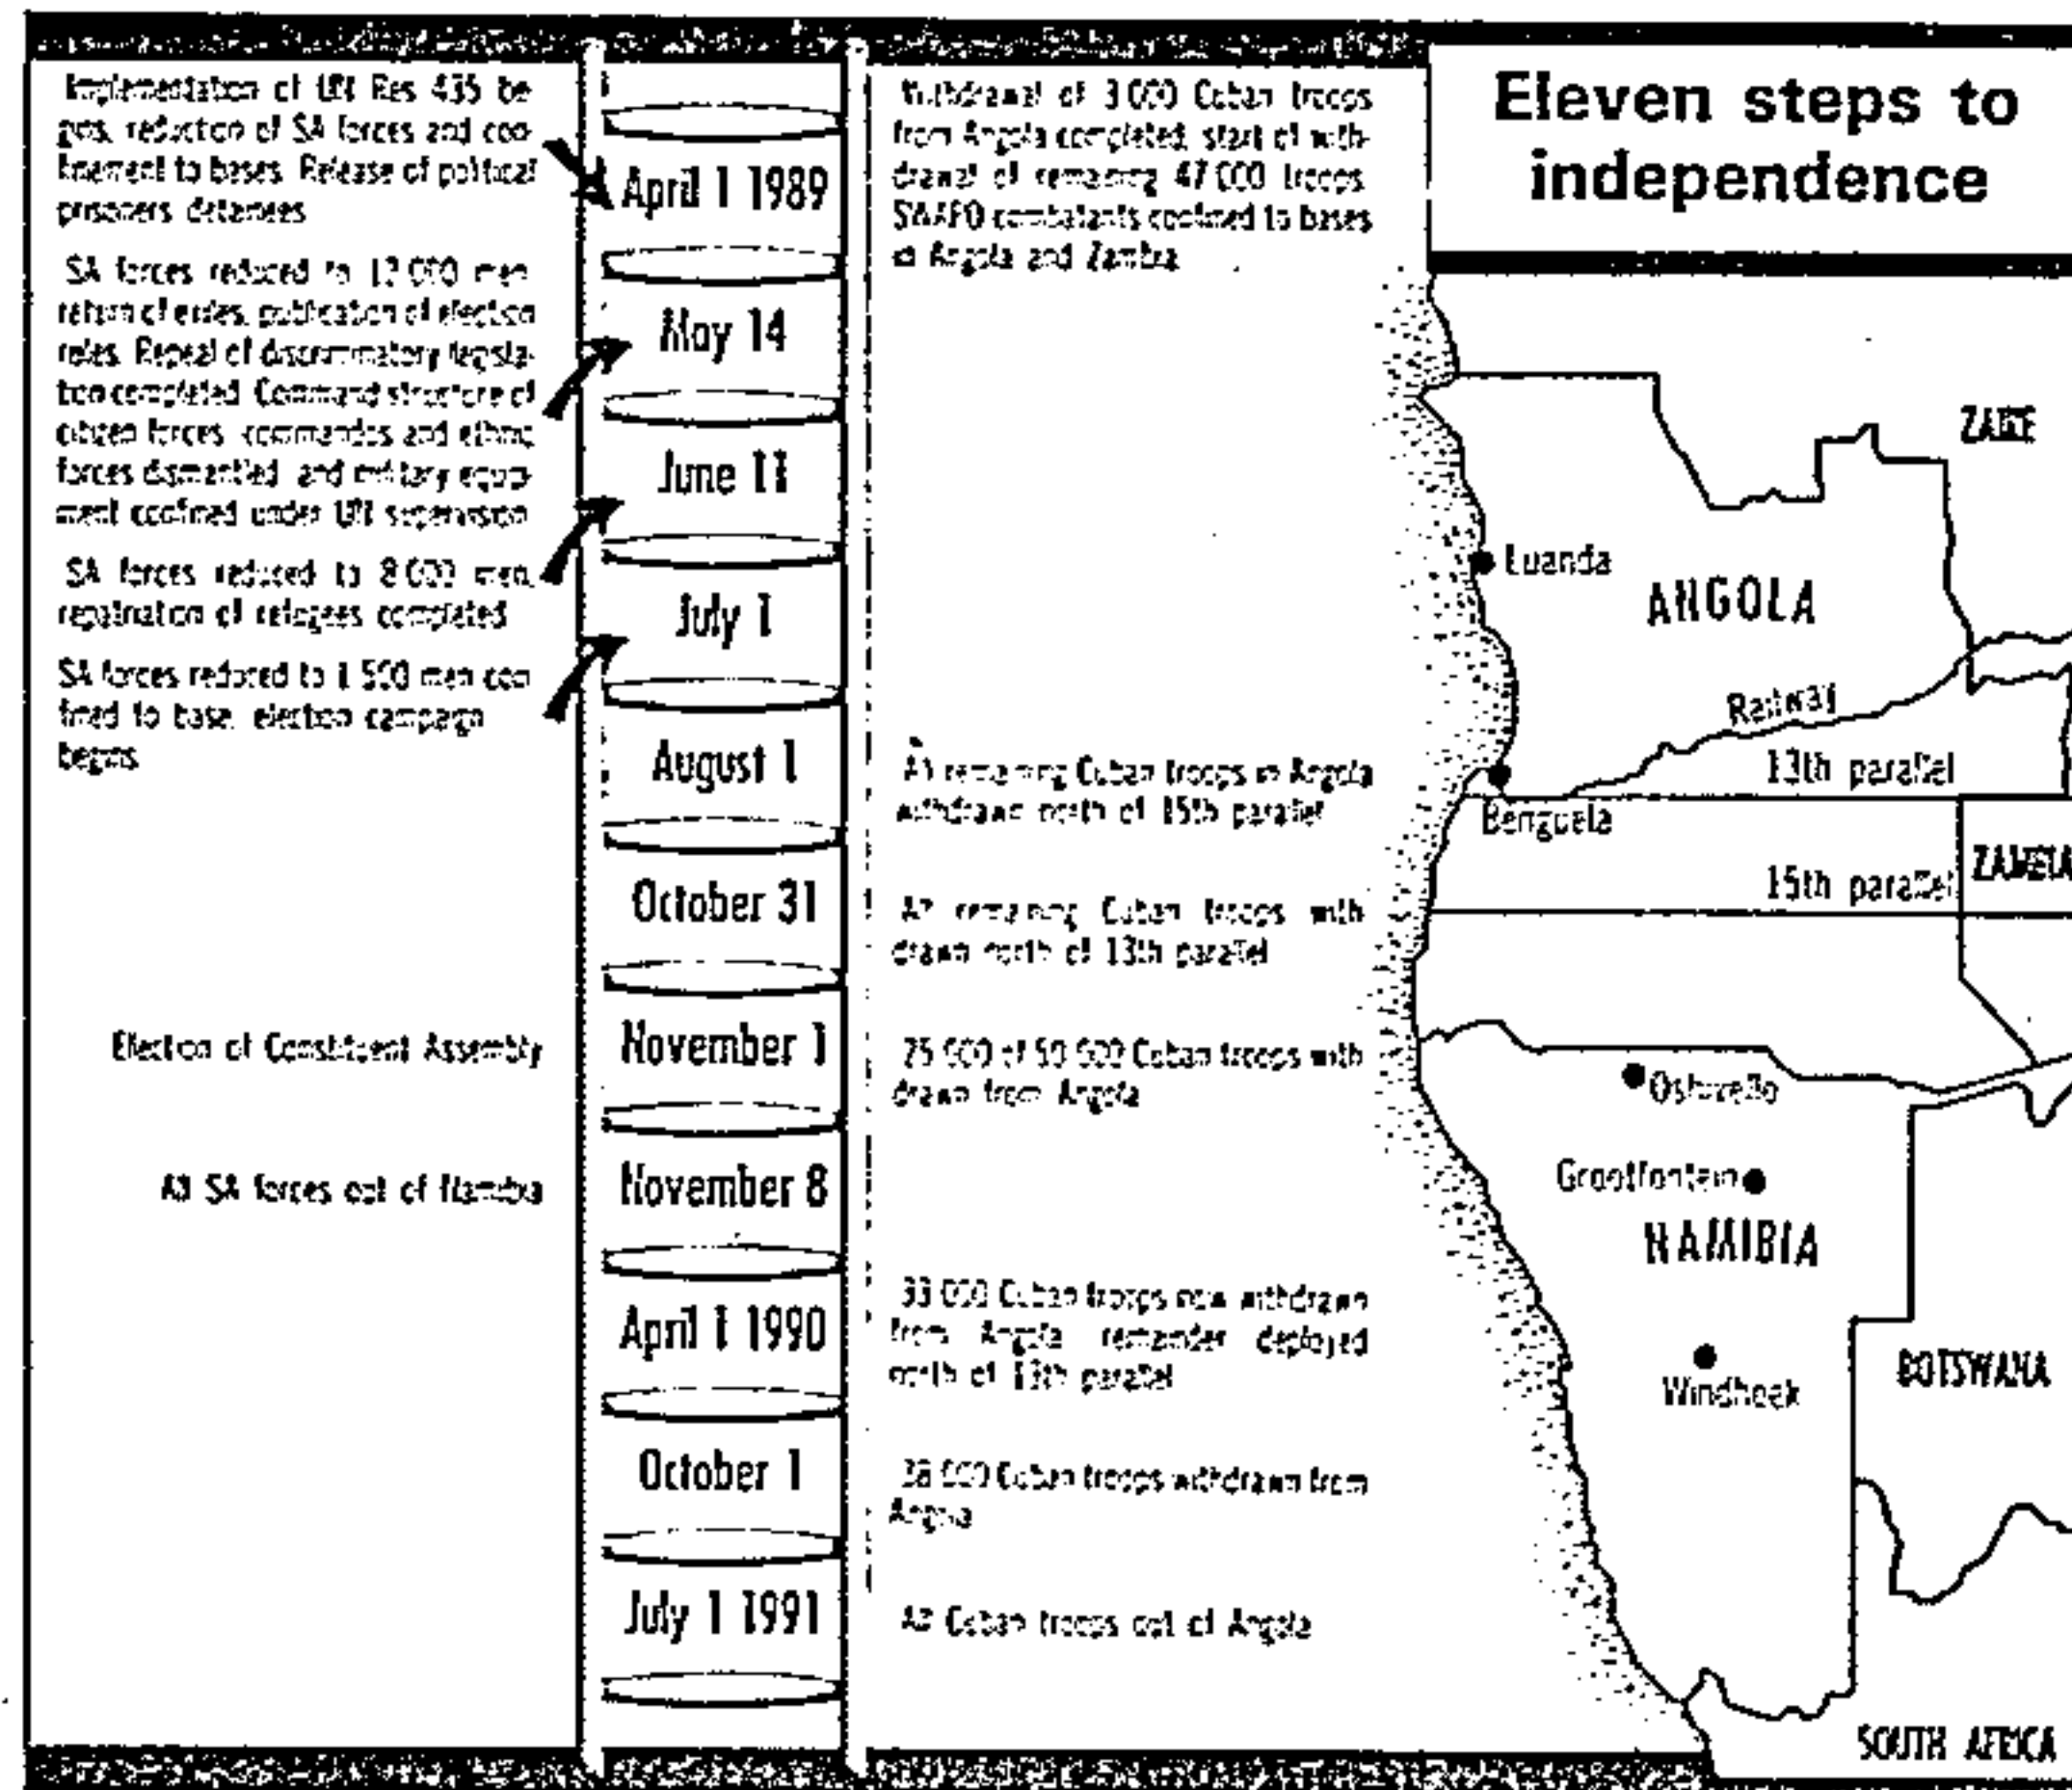 Eleven steps to
independence
Implementation of UN Res 435 be-
gins, reduction of SA forces and con-
finement to bases. Release of political
prisoners detainees
SA forces reduced to 12 000 men
return of exiles, publication of election
rules. Repeal of discriminatory legisla-
tion completed. Command structure of
citizen forces, commandos and ethnic
forces dismantled, and military equip-
ment confined under UN supervision
SA forces reduced to 8 000 men,
repatriation of refugees completed
SA forces reduced to 1 500 men con
fined to base, election campaign
begins
Election of Constituent Assembly
All SA forces out of Namibia
April 1 1989
May 14
June 11
July 1
August 1
October 31
November 1
November 8
April 1 1990
October 1
July 1 1991
Withdrawal of 3 000 Cuban troops
from Angola completed, start of with-
drawal of remaining 47 000 troops
SWAPO combatants confined to bases
in Angola and Zambia
All remaining Cuban troops in Angola
withdrawn north of 15th parallel
All remaining Cuban troops with
drawn north of 13th parallel
25 000 of 50 000 Cuban troops with
drawn from Angola
33 000 Cuban troops now withdrawn
from Angola remainder deployed
north of 13th parallel
38 000 Cuban troops withdrawn from
Angola
All Cuban troops out of Angola
ZAIRE
Luanda
ANGOLA
Railway
13th parallel
Benguela
15th parallel
ZAMBIA
Oshivello
Grootfontein
NAMIBIA
Windhoek
BOTSWANA
SOUTH AFRICA